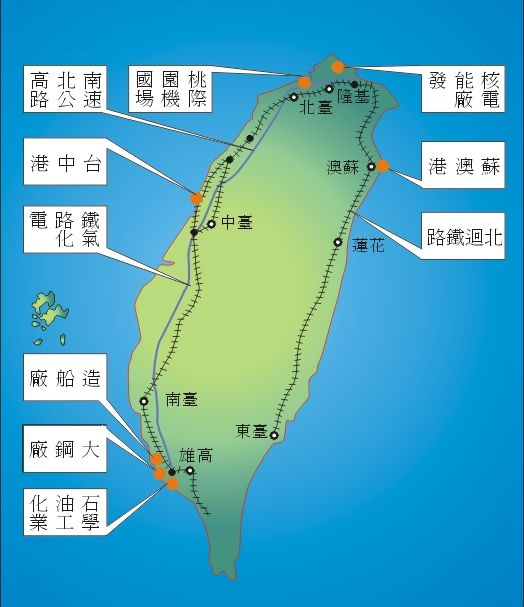 南北高
速公路
桃園國
際機場
核能發
電廠
臺北
基隆
台中港
蘇澳
蘇澳港
鐵路電
氣化
臺中
花蓮
北迴鐵路
造船廠
臺南
大鋼廠
高雄
臺東
石油化
學工業